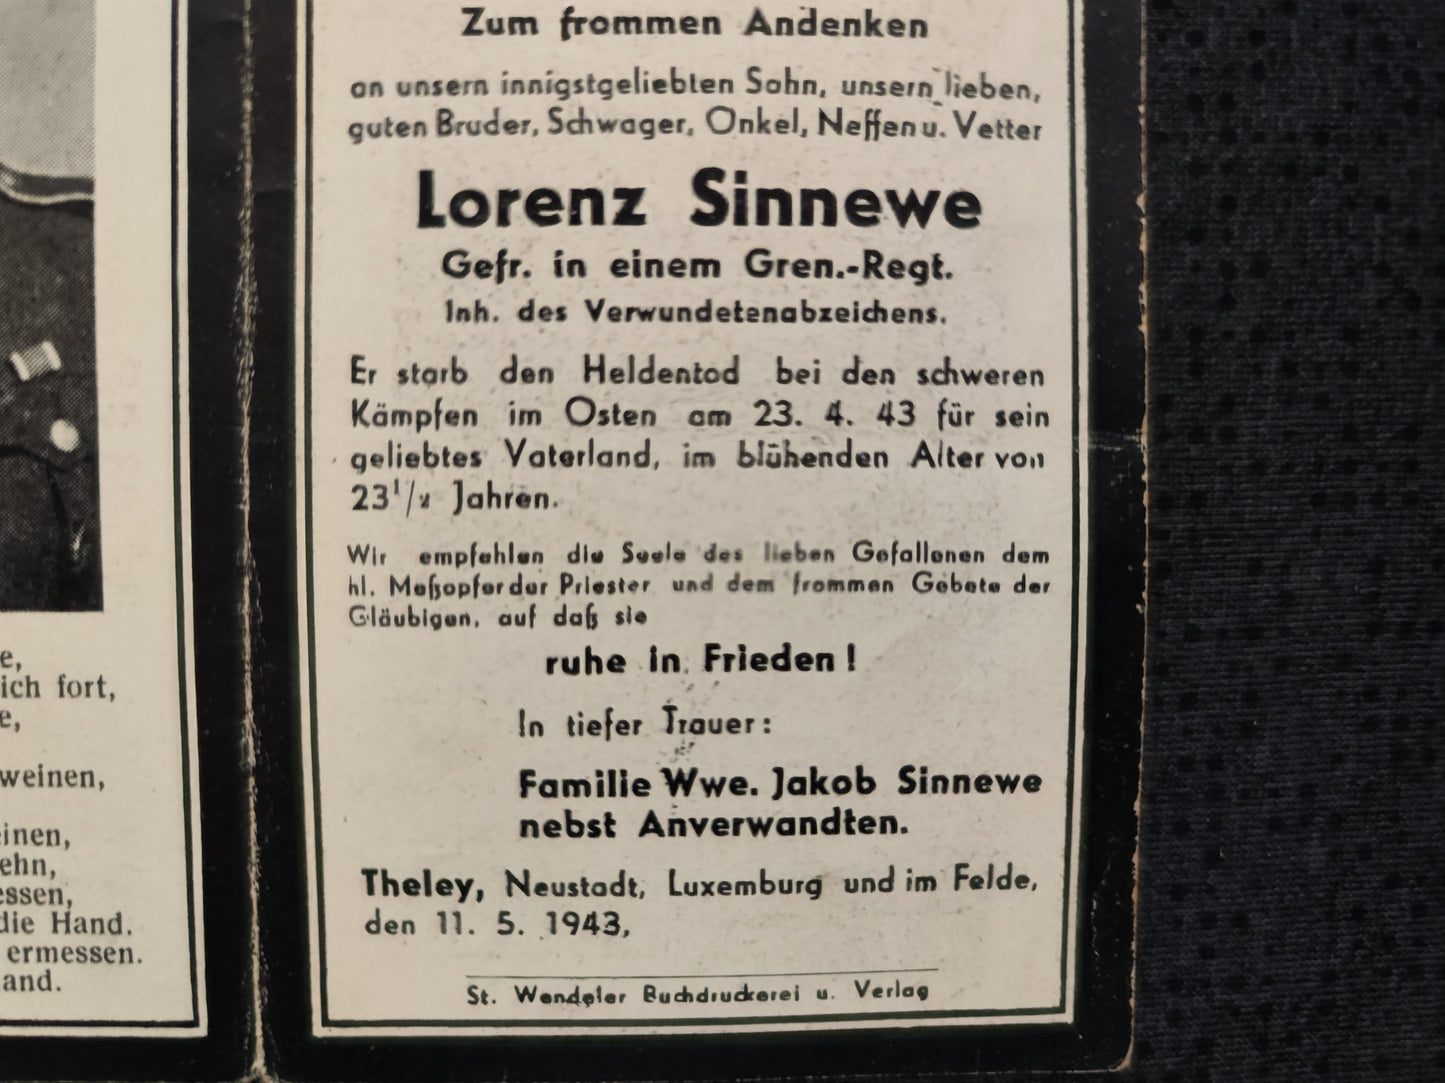 e,
ich fort,
e,
weinen,
einen,
ehn,
essen,
die Hand.
ermessen.
and.
Zum frommen Andenken
an unsern innigstgeliebten Sohn, unsern lieben,
guten Bruder, Schwager, Onkel, Neffen u. Vetter
Lorenz Sinnewe
Gefr. in einem Gren.-Regt.
Inh. des Verwundetenabzeichens.
Er starb den Heldentod bei den schweren
Kämpfen im Osten am 23. 4. 43 für sein
geliebtes Vaterland, im blühenden Alter von
23 1/2 Jahren.
Wir empfehlen die Seele des lieben Gefallenen dem
hl. Meßopfer der Priester und dem frommen Gebete der
Gläubigen, auf daß sie
ruhe in Frieden !
In tiefer Trauer :
Familie Wwe. Jakob Sinnewe
nebst Anverwandten.
Theley, Neustadt, Luxemburg und im Felde,
den 11. 5. 1943,
St. Wendeler Buchdruckerei u. Verlag